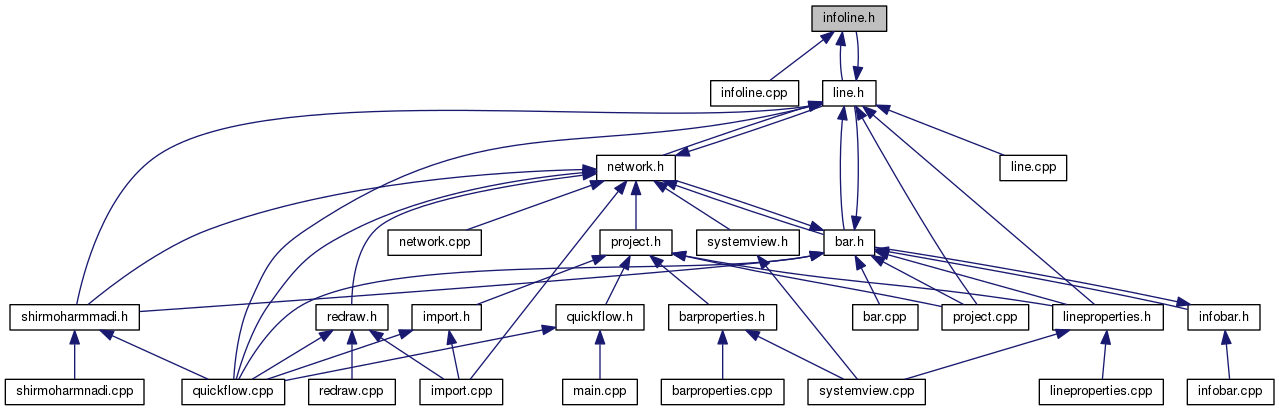 infoline.h
infoline.cpp
line.h
network.h
line.cpp
network.cpp
project.h
systemview.h
bar.h
shirmoharmmadi.h
redraw.h
import.h
quickflow.h
barproperties.h
bar.cpp
project.cpp
lineproperties.h
infobar.h
shirmoharmnadi.cpp
quickflow.cpp
redraw.cpp
import.cpp
main.cpp
barproperties.cpp
systemview.cpp
lineproperties.cpp
infobar.cpp